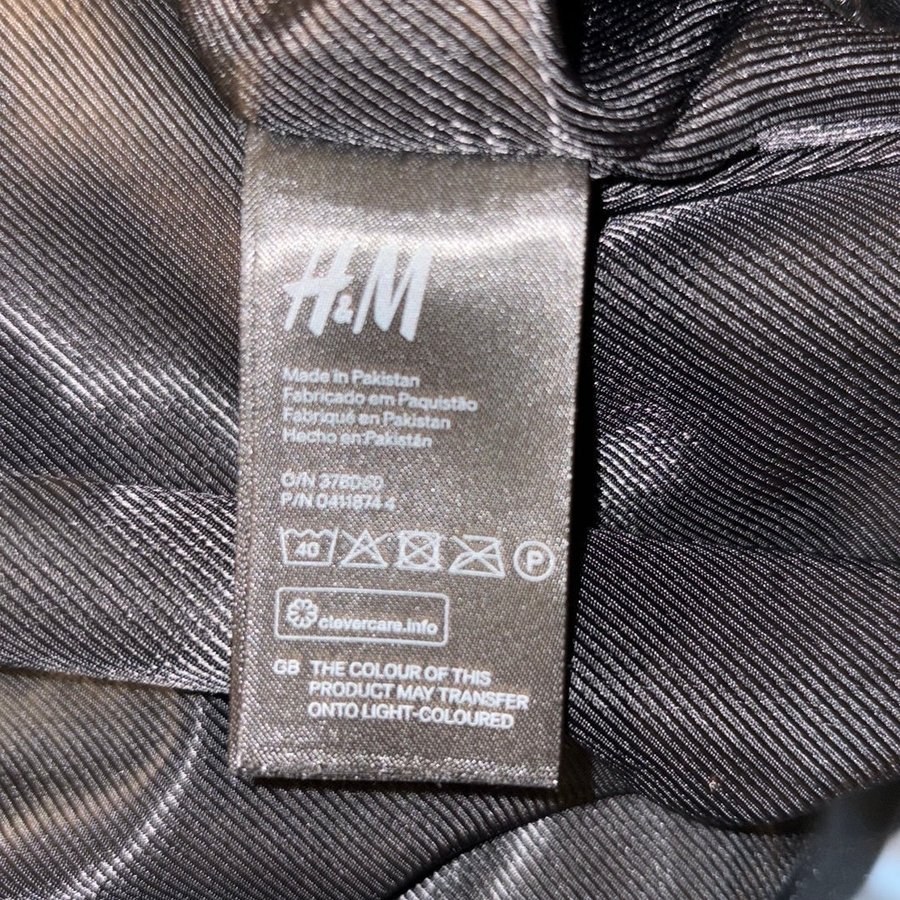 H&M
Made in Pakistan
Fabricado em Paquistão
Fabriqué en Pakistan
Hecho en Pakistán
O/N
P/N 0411874 4
40
P
clevercare.info
GB THE COLOUR OF THIS
PRODUCT MAY TRANSFER
ONTO LIGHT-COLOURED